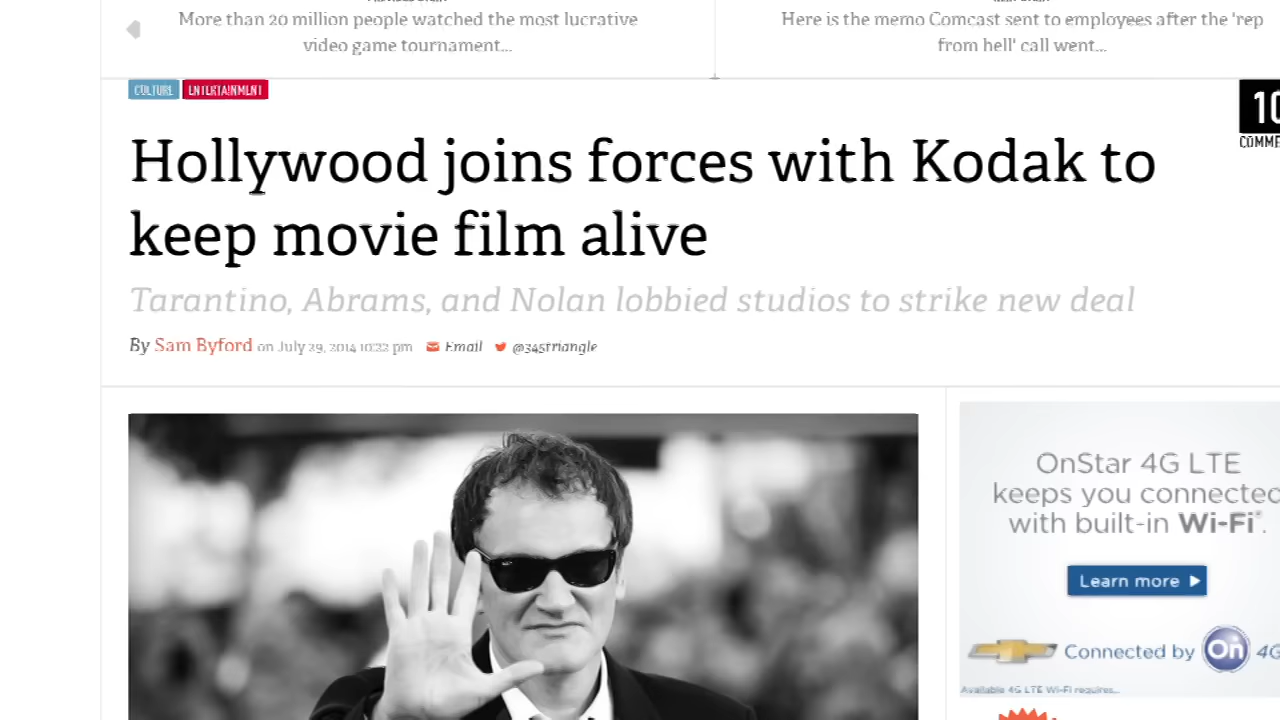 More than 20 million people watched the most lucrative
video game tournament...
Here is the memo Comcast sent to employees after the 'rep
from hell' call went...
CULTURE ENTERTAINMENT
10
COMME
Hollywood joins forces with Kodak to
keep movie film alive
Tarantino, Abrams, and Nolan lobbied studios to strike new deal
By Sam Byford on July 29, 2014 10:22 pm Email @345triangle
OnStar 4G LTE
keeps you connected
with built-in Wi-Fi®.
Learn more
Connected by On 4G
Available 4G LTE Wi-Fi requires...